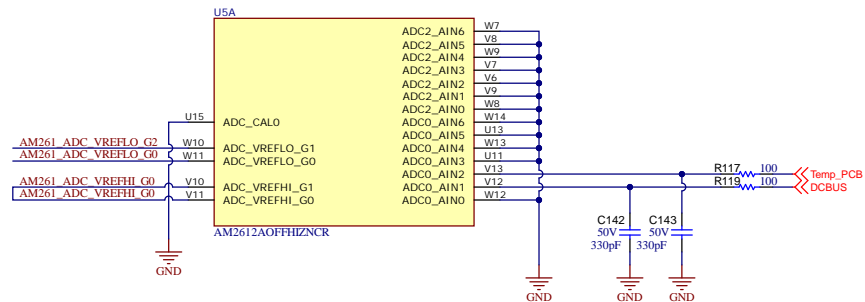 U5A
ADC2_AIN6 W7
ADC2_AIN5 V8
ADC2_AIN4 W9
ADC2_AIN3 V7
ADC2_AIN2 V6
ADC2_AIN1 V9
ADC2_AIN0 W8
U15 ADC_CAL0 ADC0_AIN6 W14
ADC0_AIN5 U13
AM261_ADC_VREFLO_G2 W10 ADC_VREFLO_G1 ADC0_AIN4 W13
AM261_ADC_VREFLO_G0 W11 ADC_VREFLO_G0 ADC0_AIN3 U11
ADC0_AIN2 V13 R117 100 Temp_PCB
AM261_ADC_VREFHI_G0 V10 ADC_VREFHI_G1 ADC0_AIN1 V12 R119 100 DCBUS
AM261_ADC_VREFHI_G0 V11 ADC_VREFHI_G0 ADC0_AIN0 W12
C142 C143
AM2612AOFFHIZNCR 50V 50V
330pF 330pF
GND GND GND GND